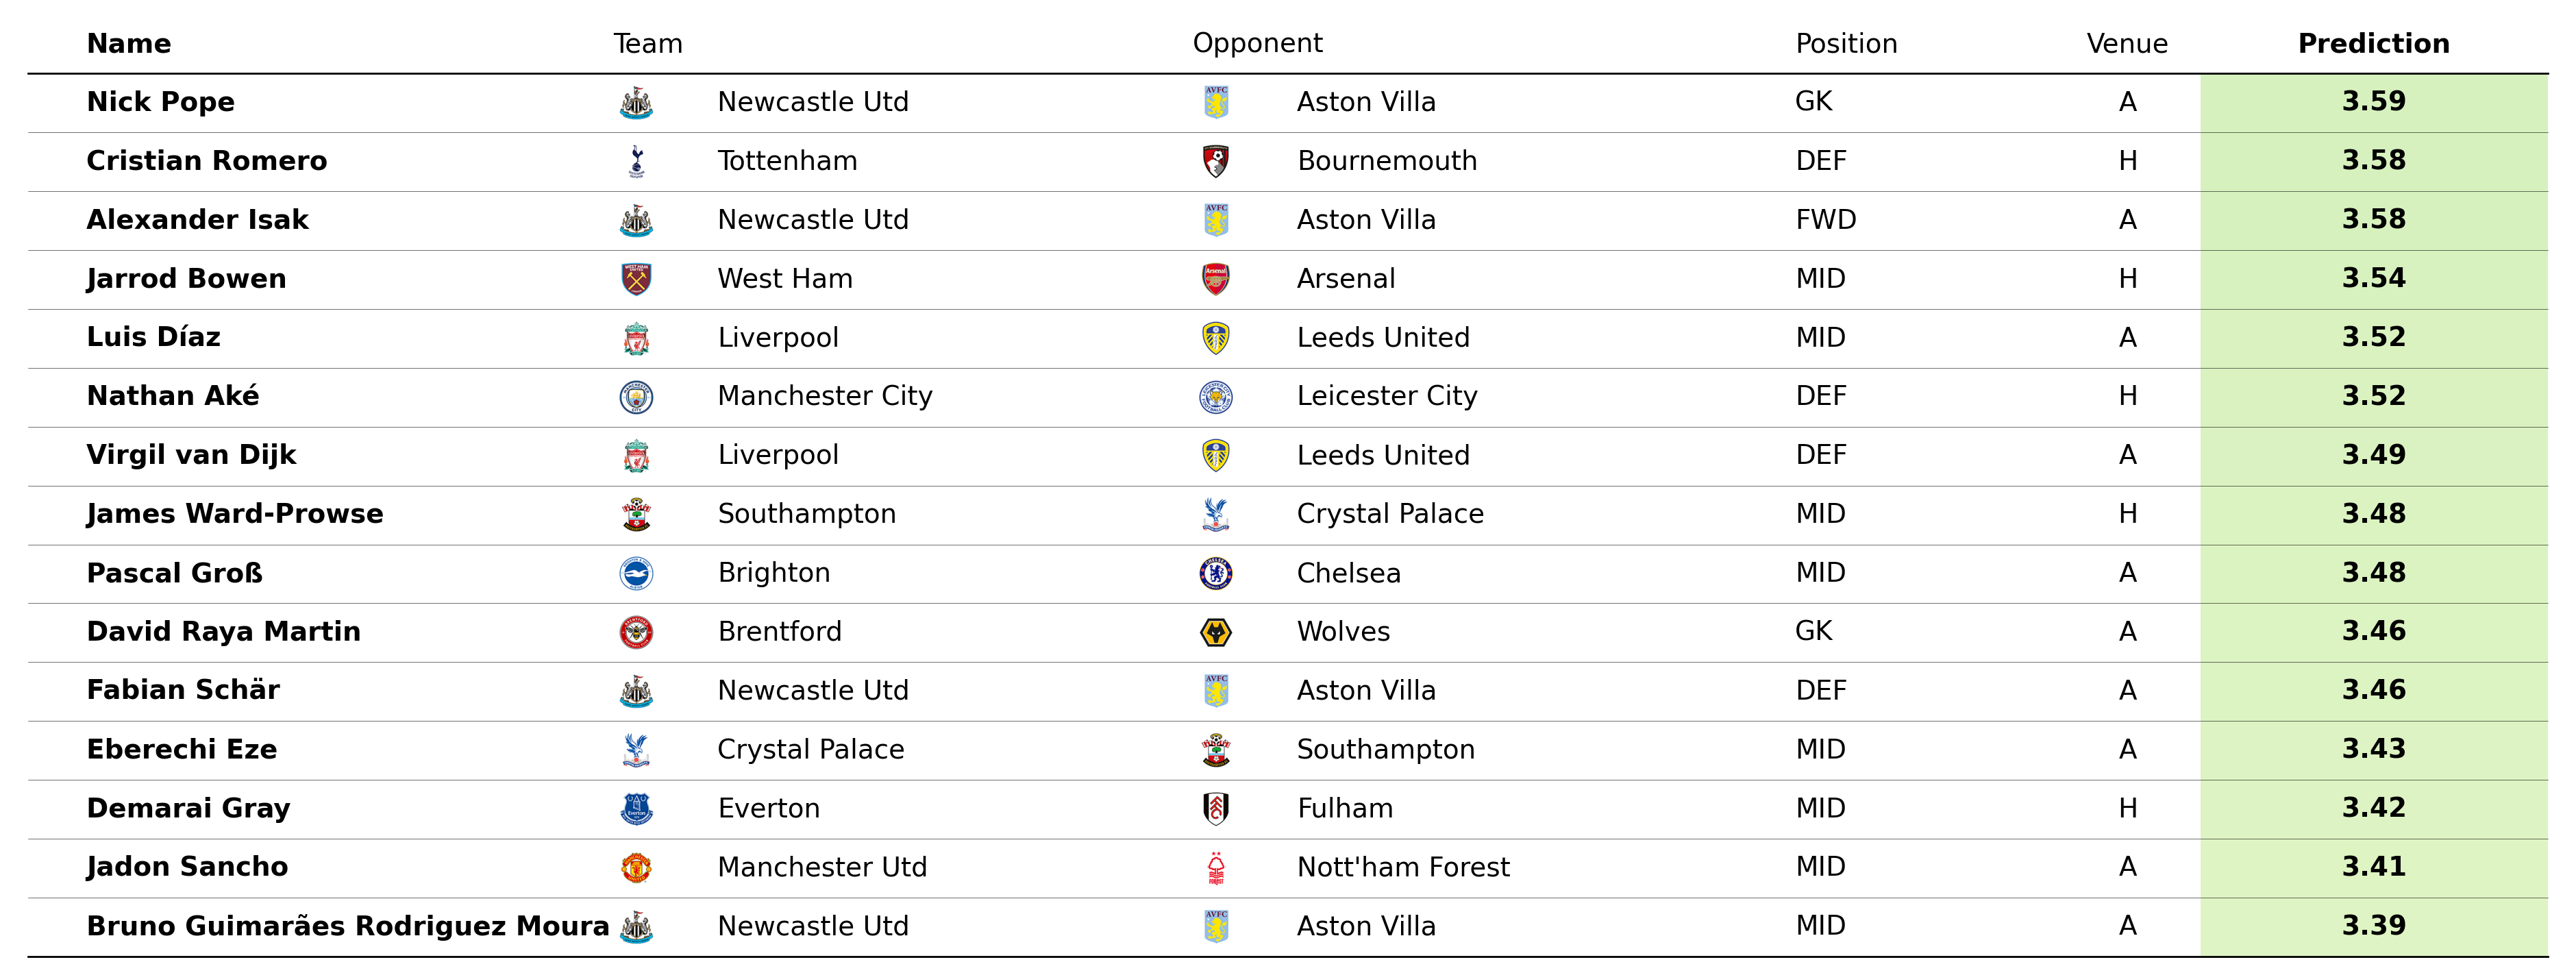 Name Team Opponent Position Venue Prediction
Nick Pope Newcastle Utd AVFC Aston Villa GK A 3.59
Cristian Romero Tottenham Bournemouth DEF H 3.58
Alexander Isak Newcastle Utd AVFC Aston Villa FWD A 3.58
Jarrod Bowen West Ham Arsenal Arsenal MID H 3.54
Luis Díaz Liverpool Leeds United MID A 3.52
Nathan Aké Manchester City Leicester City DEF H 3.52
Virgil van Dijk Liverpool Leeds United DEF A 3.49
James Ward-Prowse Southampton Crystal Palace MID H 3.48
Pascal Groß Brighton Chelsea MID A 3.48
David Raya Martin Brentford Wolves GK A 3.46
Fabian Schär Newcastle Utd AVFC Aston Villa DEF A 3.46
Eberechi Eze Crystal Palace Southampton MID A 3.43
Demarai Gray Everton Everton Fulham MID H 3.42
Jadon Sancho Manchester Utd Nott'ham Forest MID A 3.41
Bruno Guimarães Rodriguez Moura Newcastle Utd AVFC Aston Villa MID A 3.39